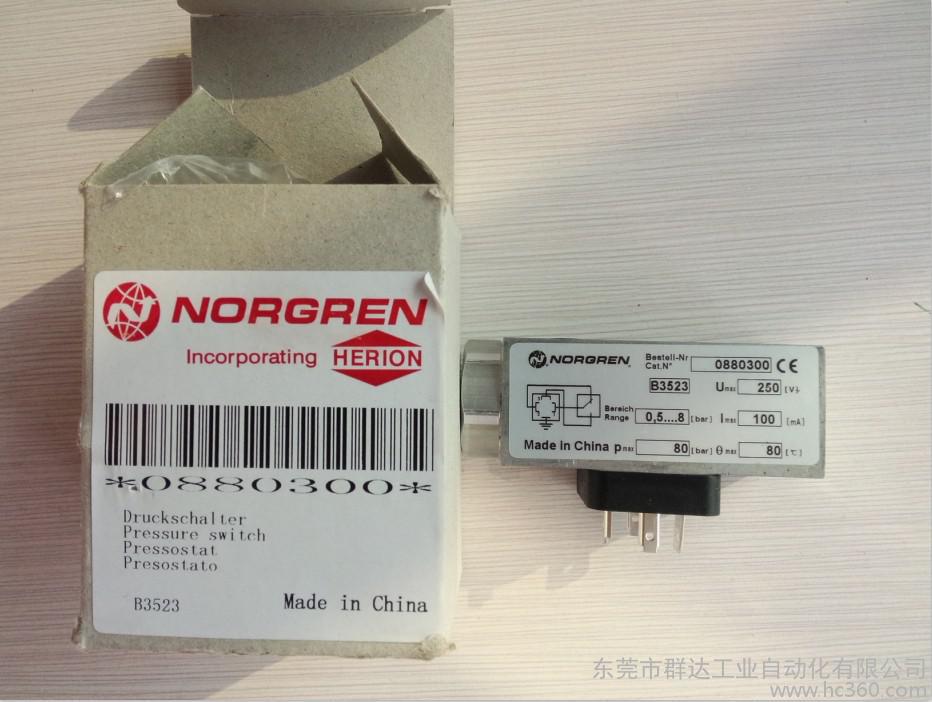 NORGREN
Incorporating HERION
*0880300*
Druckschalter
Pressure switch
Pressostat
Presostato
B3523 Made in China
NORGREN Bestell-Nr Cat.N° 0880300 CE
B3523 Umax 250 [V]
Bereich Range 0,5....8 [bar] Imax 100 [mA]
Made in China pmax 80 [bar] θmax 80 [℃]
东莞市群达工业自动化有限公司
www.hc360.com